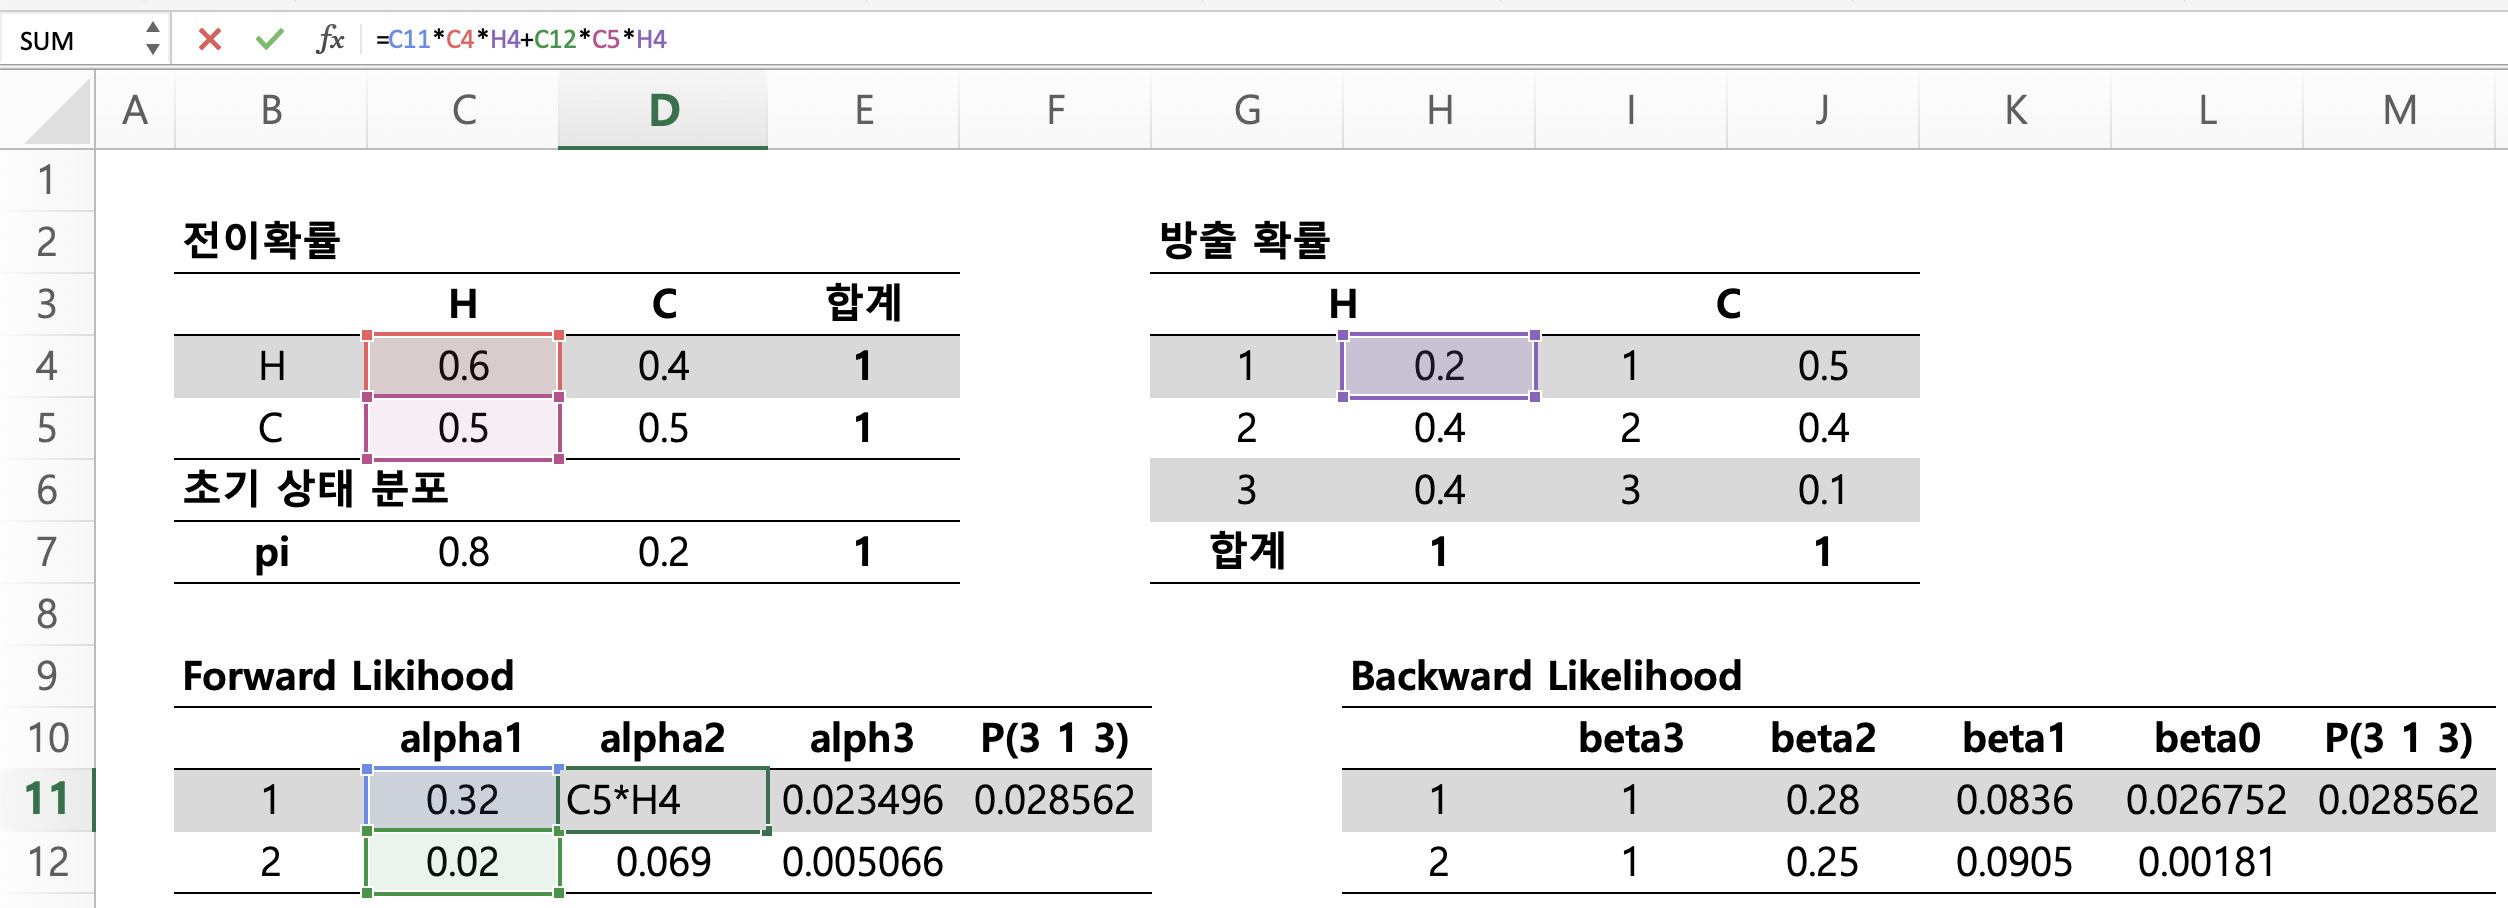 SUM fx =C11*C4*H4+C12*C5*H4
A B C D E F G H I J K L M
1
2 전이확률 방출 확률
3 H C 합계 H C
4 H 0.6 0.4 1 1 0.2 1 0.5
5 C 0.5 0.5 1 2 0.4 2 0.4
6 초기 상태 분포 3 0.4 3 0.1
7 pi 0.8 0.2 1 합계 1 1
8
9 Forward Likihood Backward Likelihood
10 alpha1 alpha2 alph3 P(3 1 3) beta3 beta2 beta1 beta0 P(3 1 3)
11 1 0.32 C5*H4 0.023496 0.028562 1 1 0.28 0.0836 0.026752 0.028562
12 2 0.02 0.069 0.005066 2 1 0.25 0.0905 0.00181